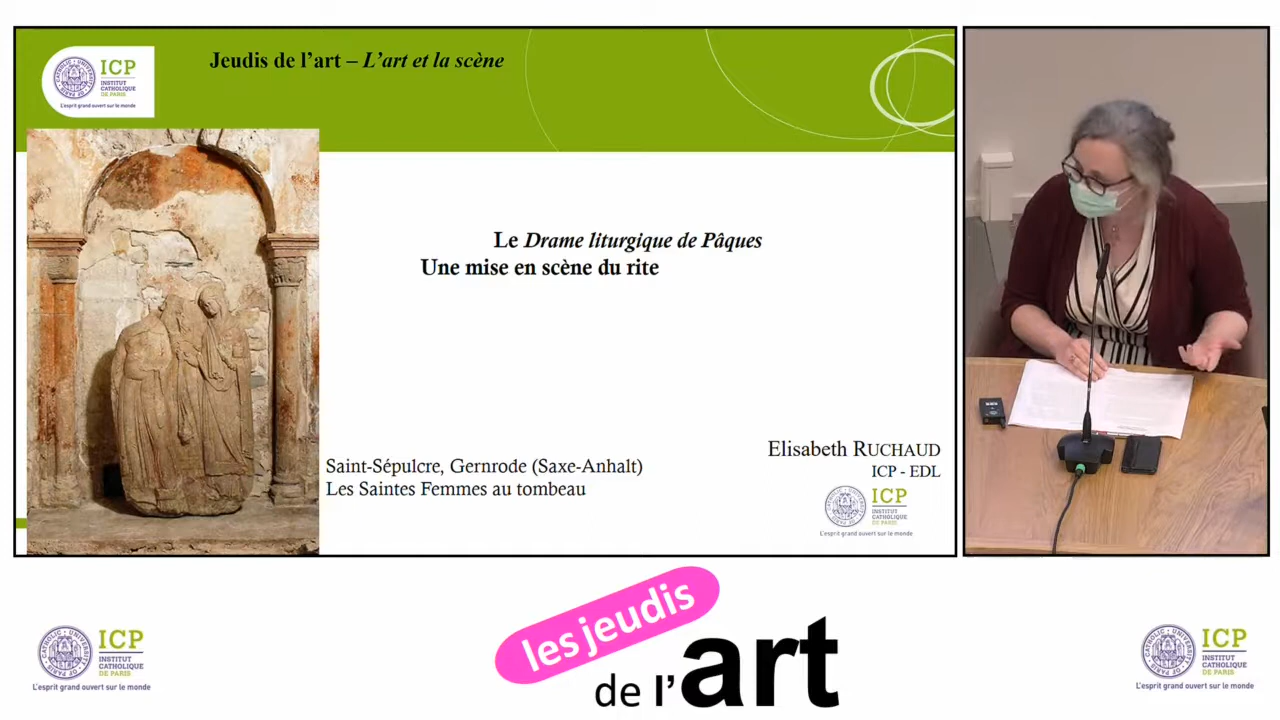 Jeudis de l’art – L’art et la scène
ICP
INSTITUT
CATHOLIQUE
DE PARIS
L'esprit grand ouvert sur le monde
Le Drame liturgique de Pâques
Une mise en scène du rite
Elisabeth RUCHAUD
ICP - EDL
Saint-Sépulcre, Gernrode (Saxe-Anhalt)
Les Saintes Femmes au tombeau
ICP
INSTITUT
CATHOLIQUE
DE PARIS
L'esprit grand ouvert sur le monde
les jeudis
de l’art
ICP
INSTITUT
CATHOLIQUE
DE PARIS
L'esprit grand ouvert sur le monde
ICP
INSTITUT
CATHOLIQUE
DE PARIS
L'esprit grand ouvert sur le monde